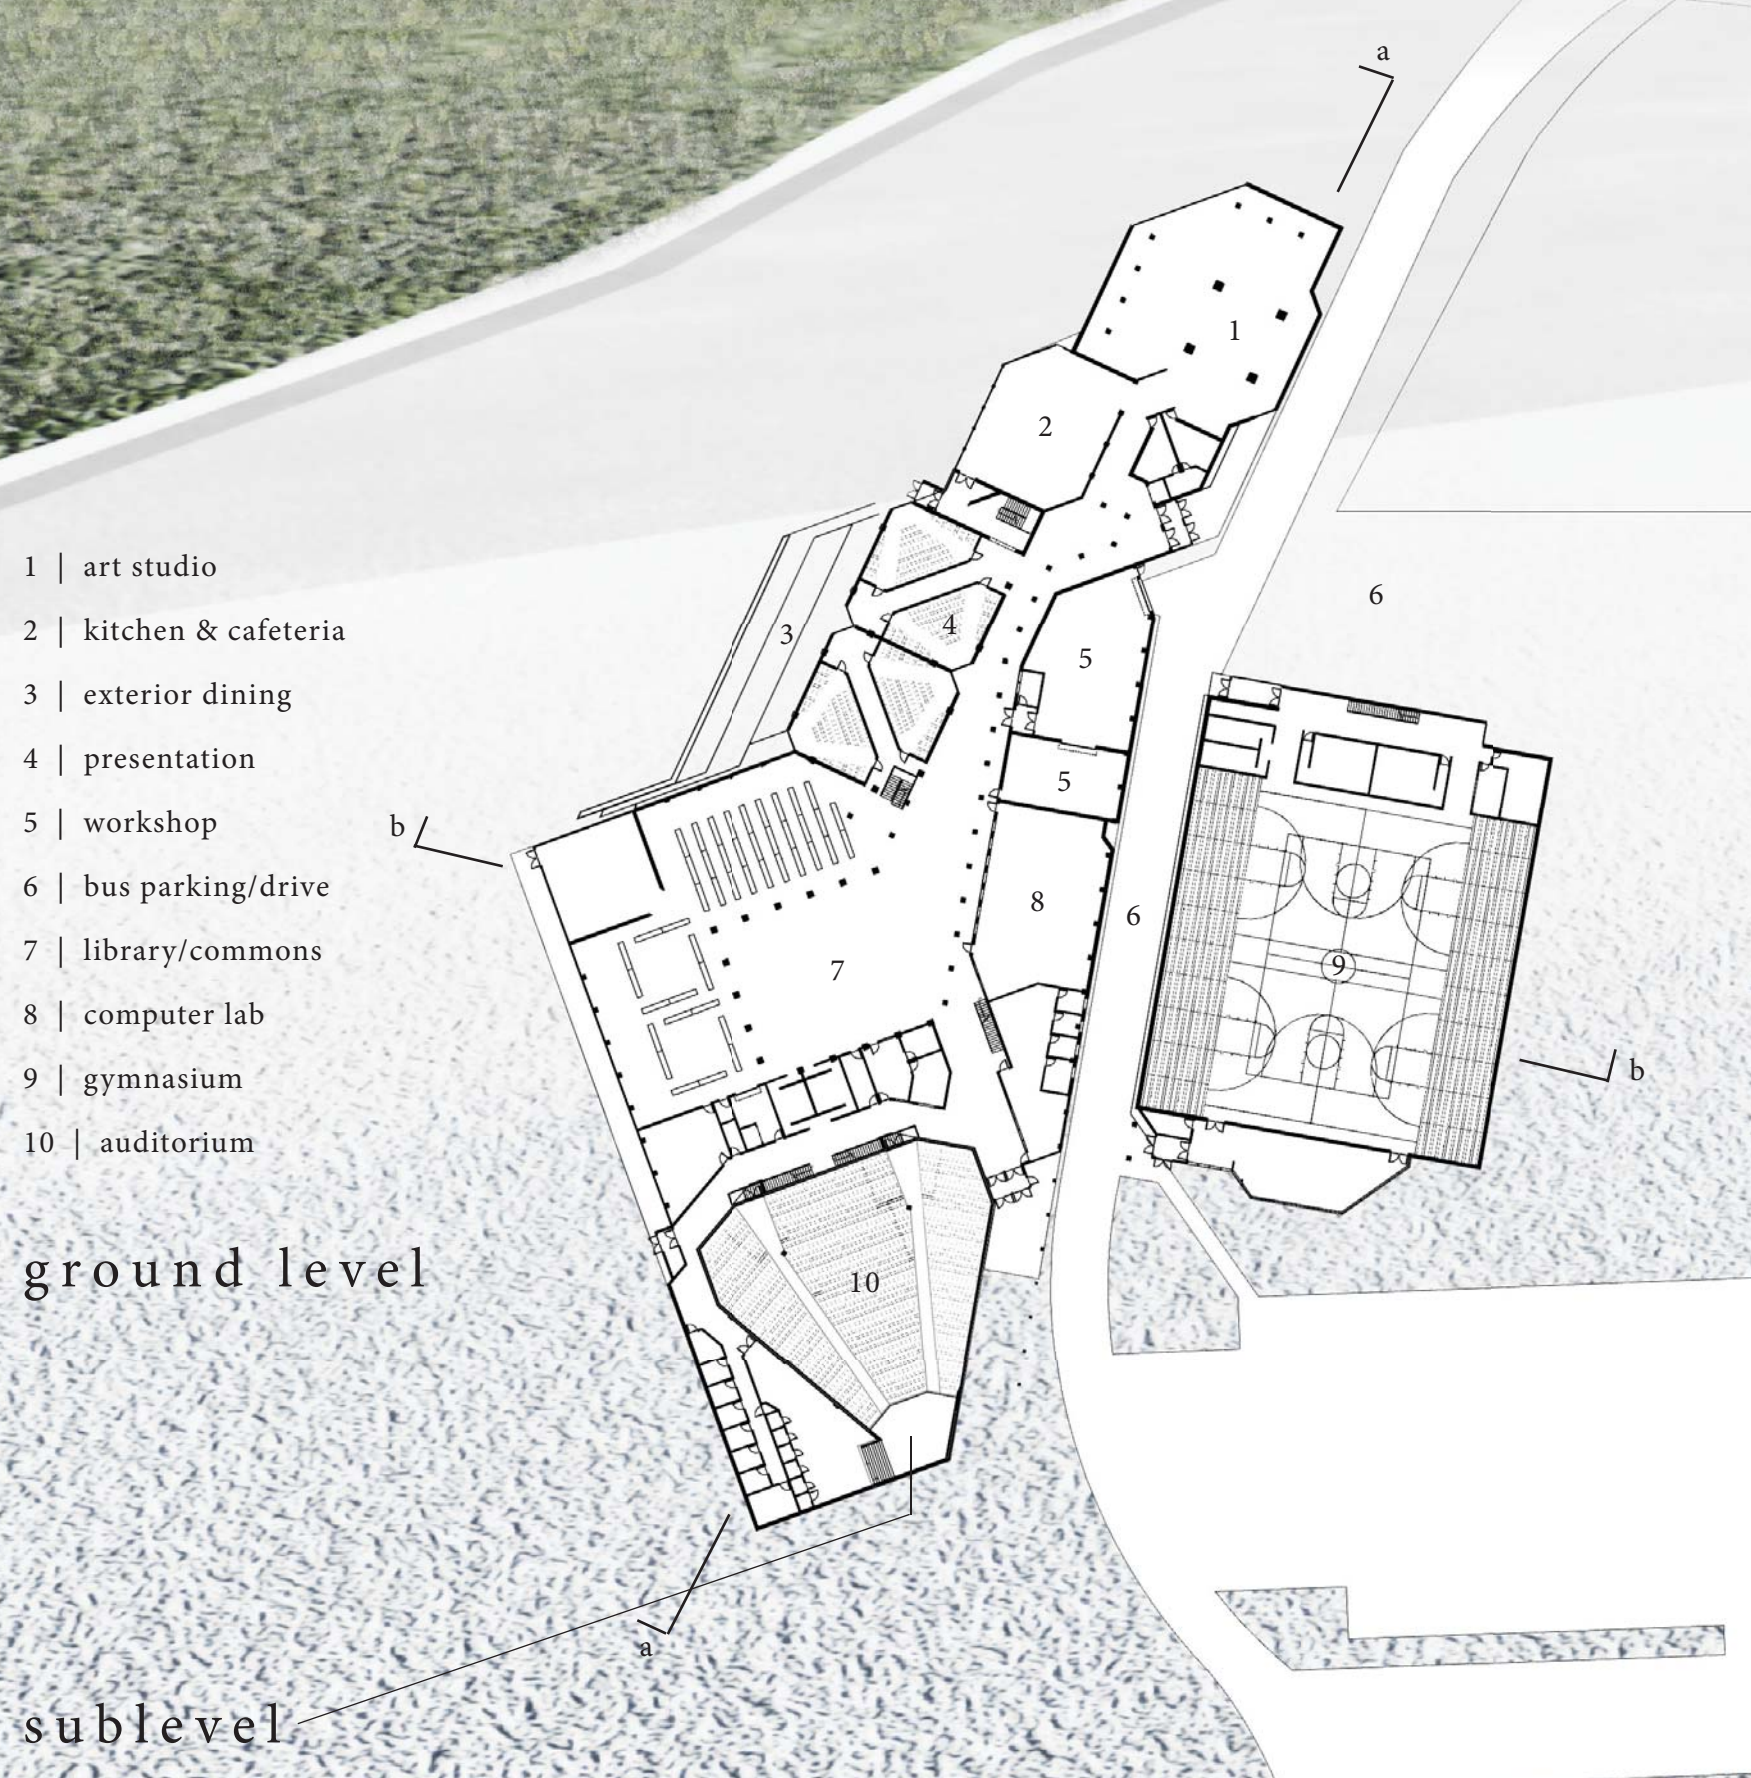 a
1
2
6
1 | art studio
2 | kitchen & cafeteria
3 | exterior dining
4 | presentation
5 | workshop
6 | bus parking/drive
7 | library/commons
8 | computer lab
9 | gymnasium
10 | auditorium
3
4
5
5
b
8
6
7
9
b
10
ground level
a
sublevel